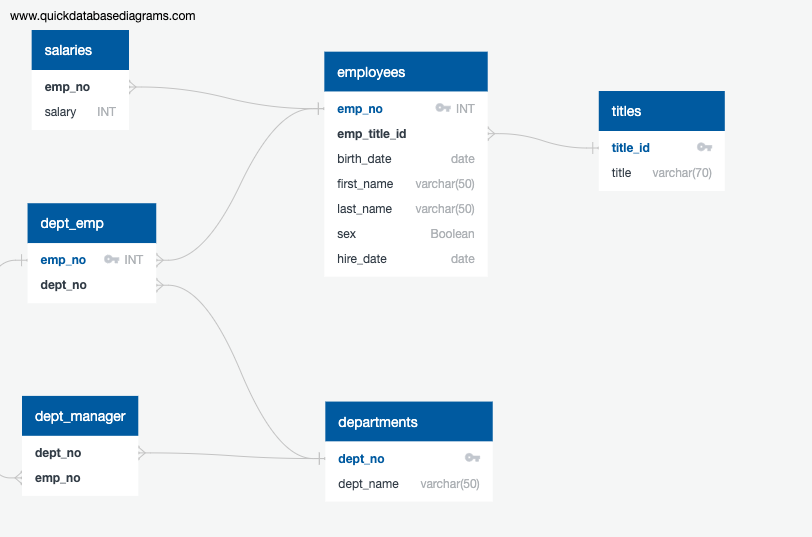 www.quickdatabasediagrams.com
salaries
emp_no
salary INT
employees
emp_no INT
emp_title_id
birth_date date
first_name varchar(50)
last_name varchar(50)
sex Boolean
hire_date date
titles
title_id
title varchar(70)
dept_emp
emp_no INT
dept_no
dept_manager
dept_no
emp_no
departments
dept_no
dept_name varchar(50)